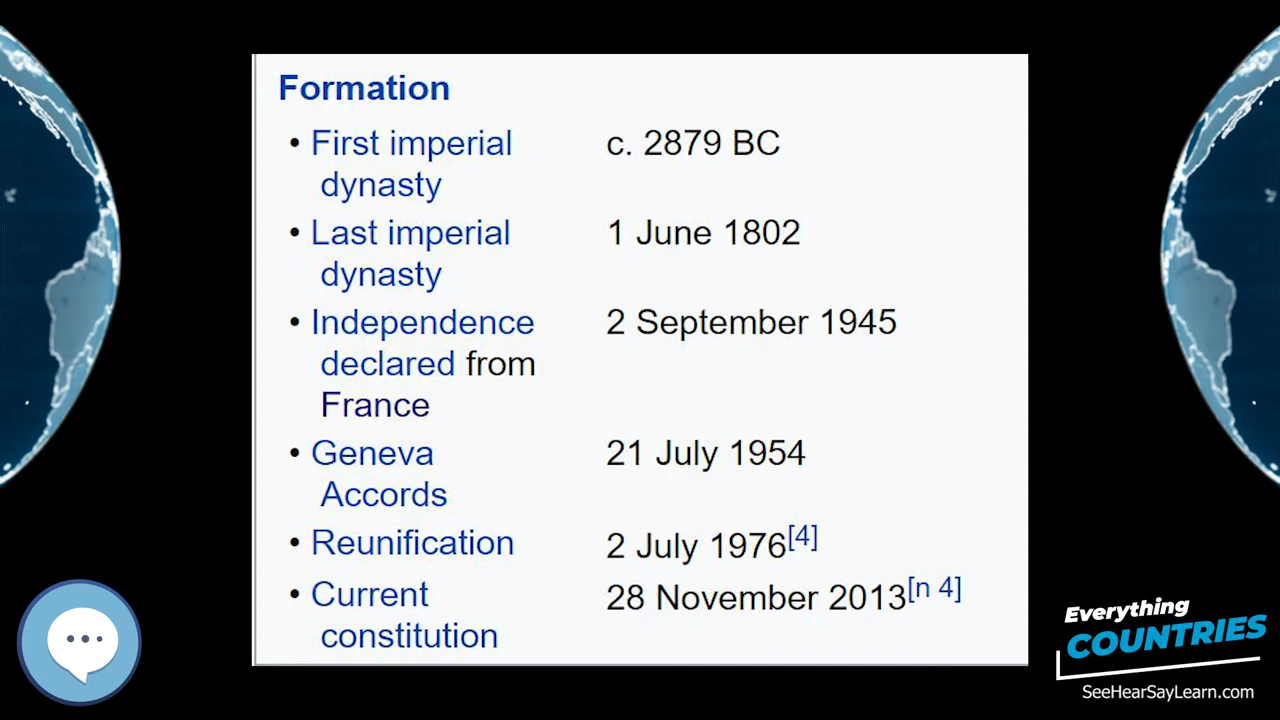 Formation
• First imperial c. 2879 BC
dynasty
• Last imperial 1 June 1802
dynasty
• Independence 2 September 1945
declared from
France
• Geneva 21 July 1954
Accords
• Reunification 2 July 1976[4]
• Current 28 November 2013[n 4]
constitution
Everything
COUNTRIES
SeeHearSayLearn.com